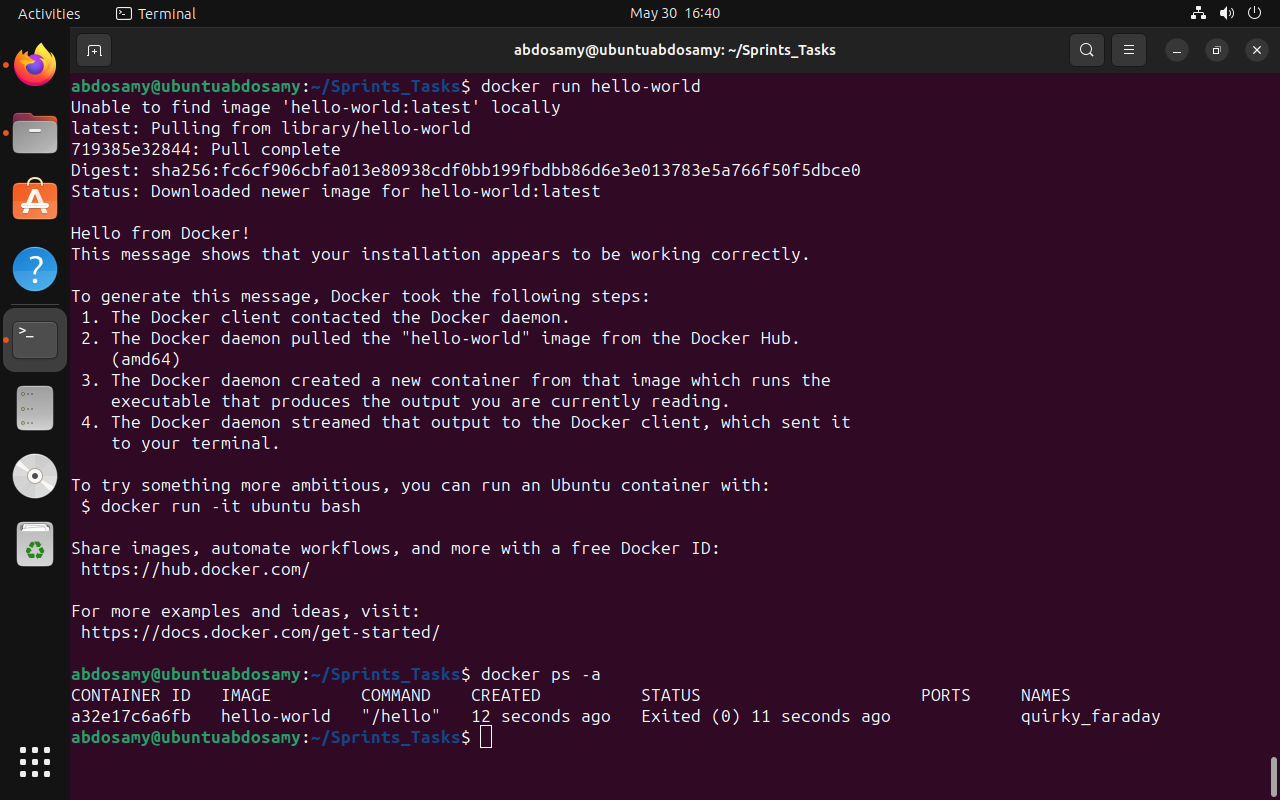 Activities Terminal May 30 16:40
abdosamy@ubuntuabdosamy: ~/Sprints_Tasks
abdosamy@ubuntuabdosamy:~/Sprints_Tasks$ docker run hello-world
Unable to find image 'hello-world:latest' locally
latest: Pulling from library/hello-world
719385e32844: Pull complete
Digest: sha256:fc6cf906cbfa013e80938cdf0bb199fbdbb86d6e3e013783e5a766f50f5dbce0
Status: Downloaded newer image for hello-world:latest
Hello from Docker!
This message shows that your installation appears to be working correctly.
To generate this message, Docker took the following steps:
1. The Docker client contacted the Docker daemon.
2. The Docker daemon pulled the "hello-world" image from the Docker Hub.
(amd64)
3. The Docker daemon created a new container from that image which runs the
executable that produces the output you are currently reading.
4. The Docker daemon streamed that output to the Docker client, which sent it
to your terminal.
To try something more ambitious, you can run an Ubuntu container with:
$ docker run -it ubuntu bash
Share images, automate workflows, and more with a free Docker ID:
https://hub.docker.com/
For more examples and ideas, visit:
https://docs.docker.com/get-started/
abdosamy@ubuntuabdosamy:~/Sprints_Tasks$ docker ps -a
CONTAINER ID IMAGE COMMAND CREATED STATUS PORTS NAMES
a32e17c6a6fb hello-world "/hello" 12 seconds ago Exited (0) 11 seconds ago quirky_faraday
abdosamy@ubuntuabdosamy:~/Sprints_Tasks$